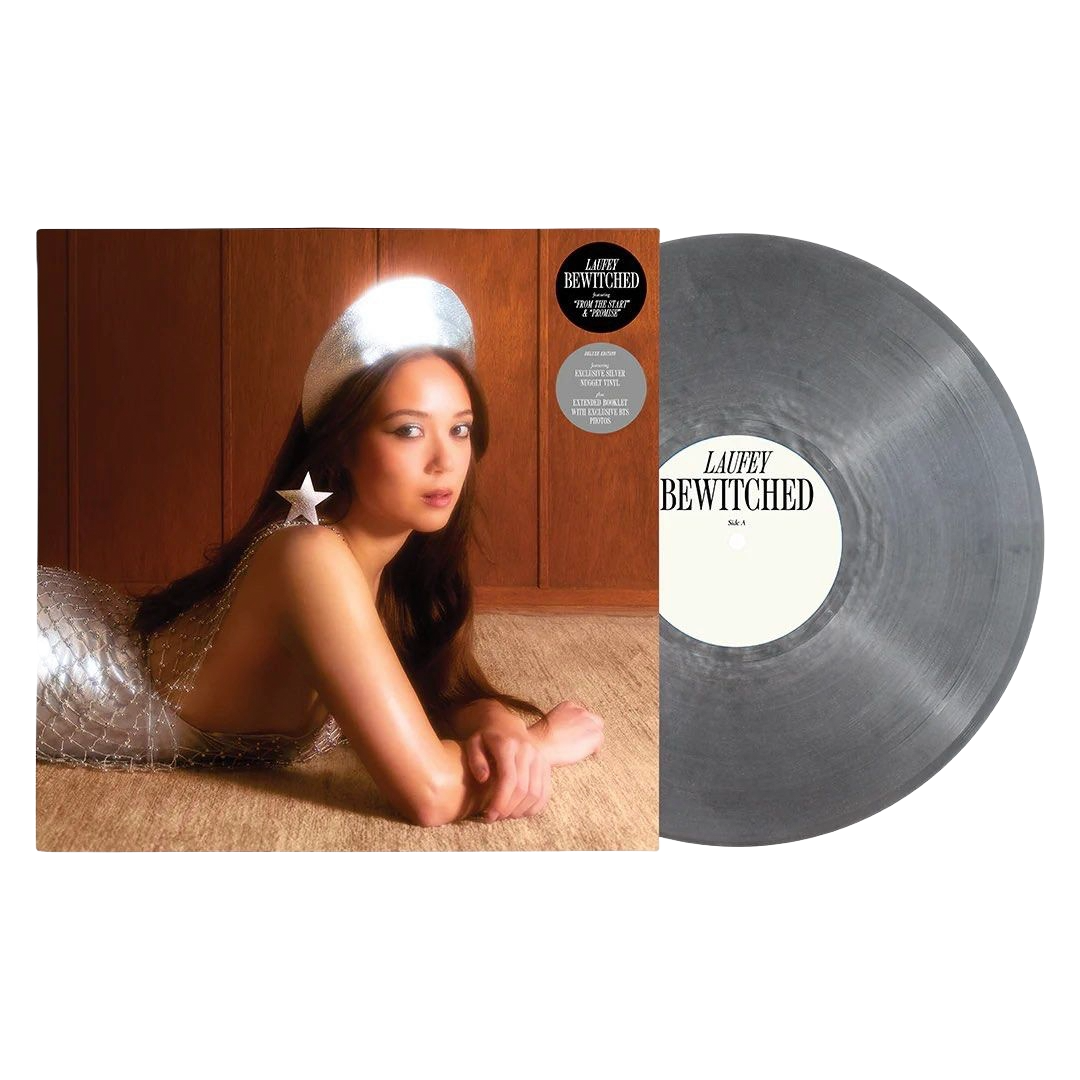 LAUFEY
BEWITCHED
featuring
"FROM THE START"
& "PROMISE"
DELUXE EDITION
featuring
EXCLUSIVE SILVER
NUGGET VINYL
plus
EXTENDED BOOKLET
WITH EXCLUSIVE BTS
PHOTOS
LAUFEY
BEWITCHED
Side A